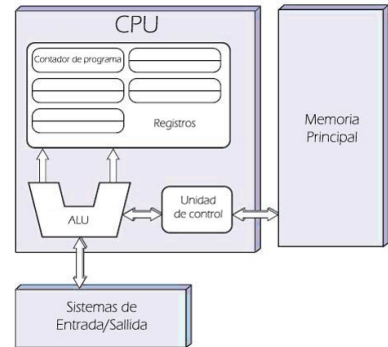 CPU
Contador de programa
Registros
Memoria
Principal
ALU
Unidad
de control
Sistemas de
Entrada/Sallida